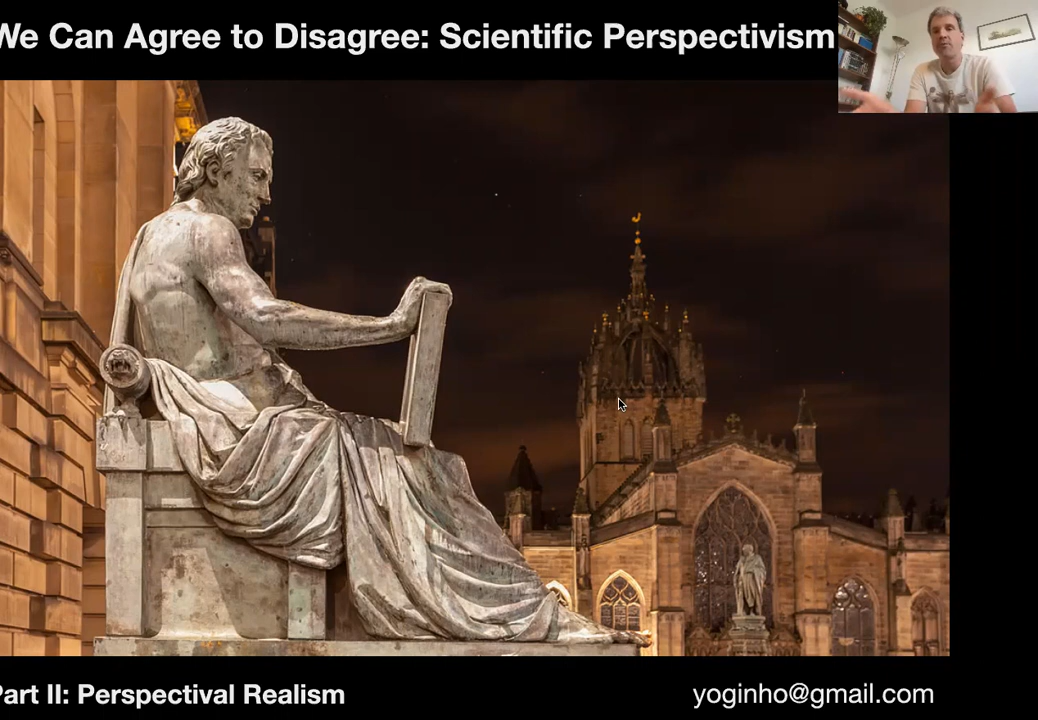 We Can Agree to Disagree: Scientific Perspectivism
Part II: Perspectival Realism
yoginho@gmail.com